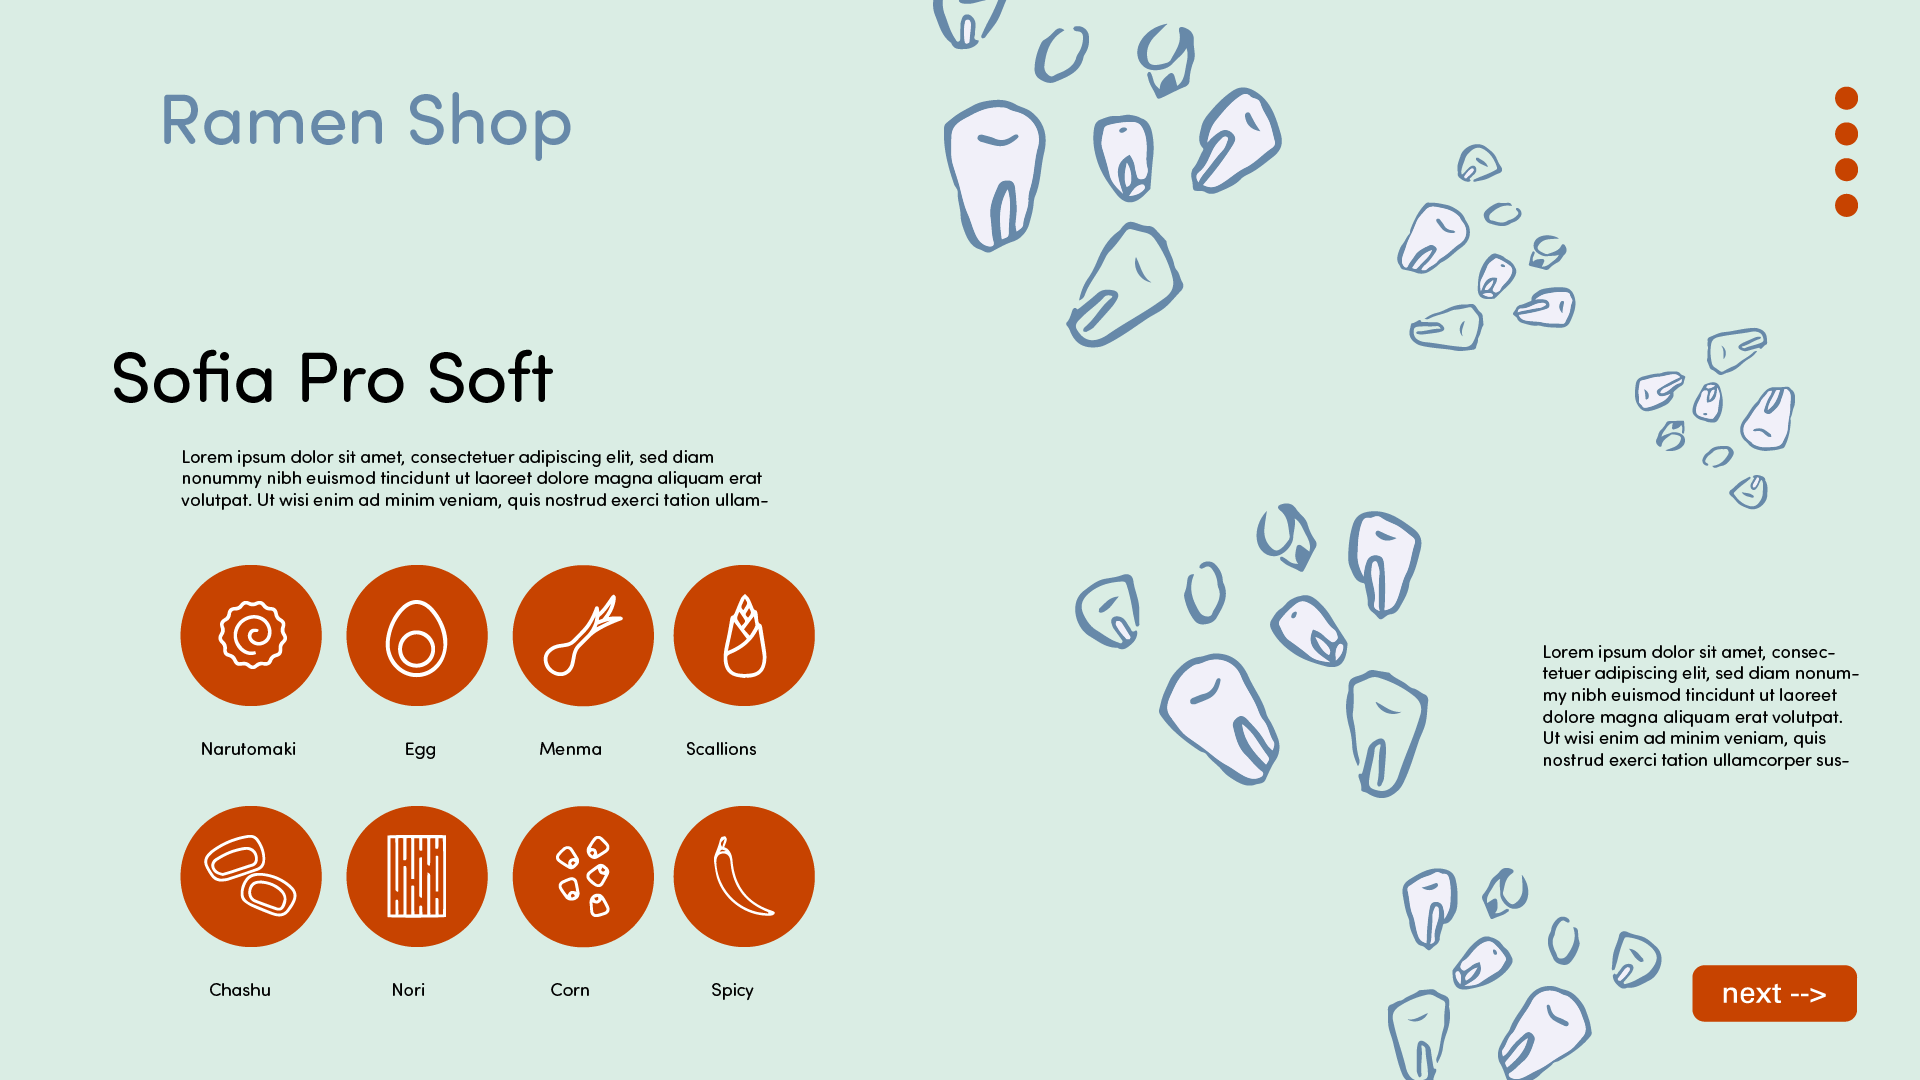 Ramen Shop
Sofia Pro Soft
Lorem ipsum dolor sit amet, consectetuer adipiscing elit, sed diam
nonummy nibh euismod tincidunt ut laoreet dolore magna aliquam erat
volutpat. Ut wisi enim ad minim veniam, quis nostrud exerci tation ullam-
Narutomaki
Egg
Menma
Scallions
Chashu
Nori
Corn
Spicy
Lorem ipsum dolor sit amet, consec-
tetuer adipiscing elit, sed diam nonum-
my nibh euismod tincidunt ut laoreet
dolore magna aliquam erat volutpat.
Ut wisi enim ad minim veniam, quis
nostrud exerci tation ullamcorper sus-
next -->